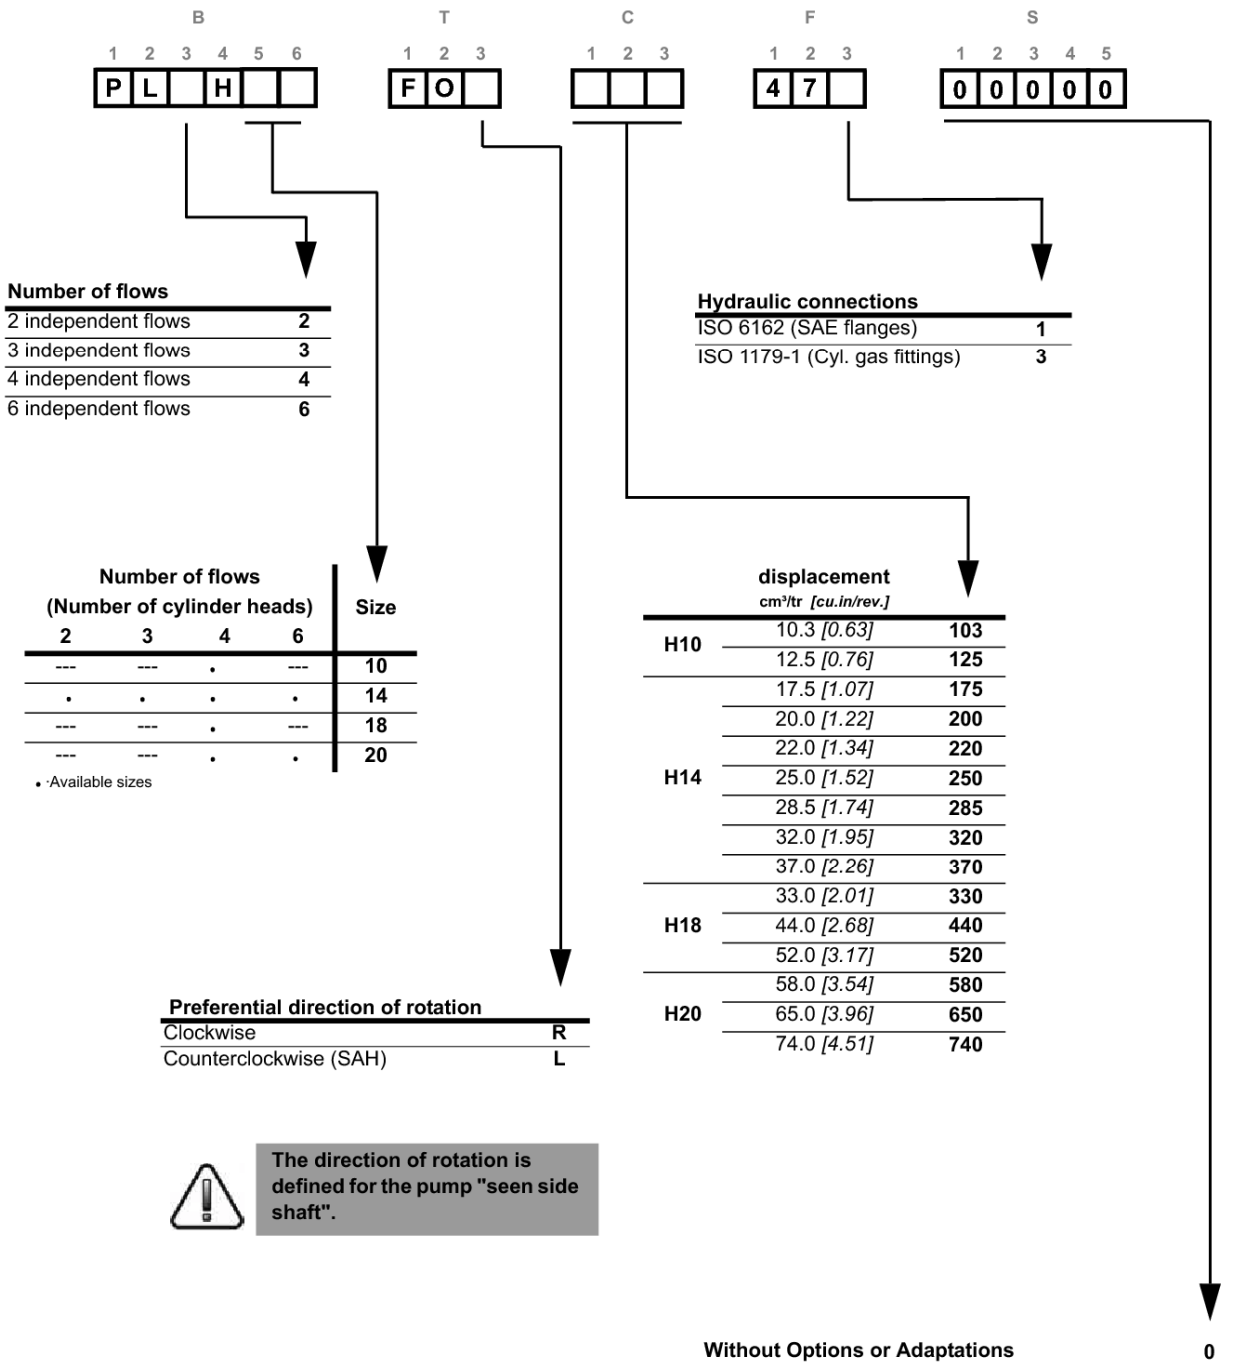 B T C F S
1 2 3 4 5 6 1 2 3 1 2 3 1 2 3 1 2 3 4 5
P L H F O 4 7 0 0 0 0 0
Number of flows
2 independent flows 2
3 independent flows 3
4 independent flows 4
6 independent flows 6
Hydraulic connections
ISO 6162 (SAE flanges) 1
ISO 1179-1 (Cyl. gas fittings) 3
Number of flows
(Number of cylinder heads) Size
2 3 4 6
--- --- • --- 10
• • • • 14
--- --- • --- 18
--- --- • • 20
• ·Available sizes
displacement
cm³/tr [cu.in/rev.]
H10
10.3 [0.63] 103
12.5 [0.76] 125
H14
17.5 [1.07] 175
20.0 [1.22] 200
22.0 [1.34] 220
25.0 [1.52] 250
28.5 [1.74] 285
32.0 [1.95] 320
37.0 [2.26] 370
H18
33.0 [2.01] 330
44.0 [2.68] 440
52.0 [3.17] 520
H20
58.0 [3.54] 580
65.0 [3.96] 650
74.0 [4.51] 740
Preferential direction of rotation
Clockwise R
Counterclockwise (SAH) L
The direction of rotation is
defined for the pump "seen side
shaft".
Without Options or Adaptations 0